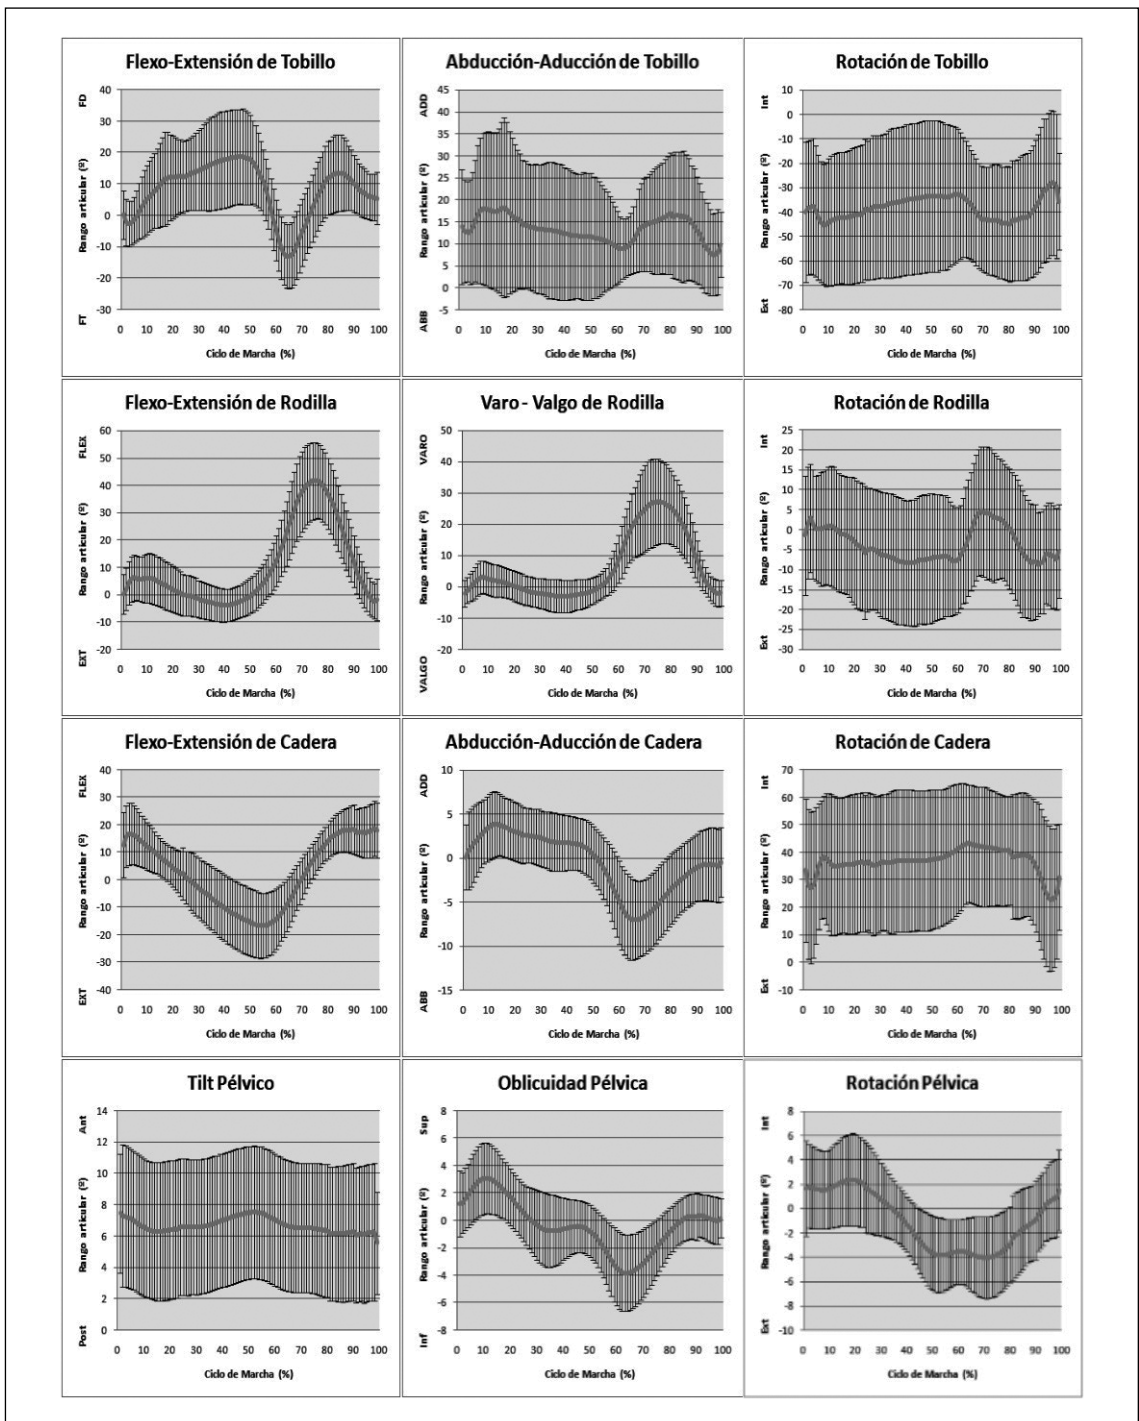 Flexo-Extensión de Tobillo
FD
Rango articular (º)
FT
40
30
20
10
0
-10
-20
-30
0 10 20 30 40 50 60 70 80 90 100
Ciclo de Marcha (%)
Abducción-Aducción de Tobillo
ADD
Rango articular (º)
ABB
45
40
35
30
25
20
15
10
5
0
-5
0 10 20 30 40 50 60 70 80 90 100
Ciclo de Marcha (%)
Rotación de Tobillo
Int
Rango articular (º)
Ext
10
0
-10
-20
-30
-40
-50
-60
-70
-80
0 10 20 30 40 50 60 70 80 90 100
Ciclo de Marcha (%)
Flexo-Extensión de Rodilla
FLEX
Rango articular (º)
EXT
60
50
40
30
20
10
0
-10
-20
0 10 20 30 40 50 60 70 80 90 100
Ciclo de Marcha (%)
Varo - Valgo de Rodilla
VARO
Rango articular (º)
VALGO
50
40
30
20
10
0
-10
-20
0 10 20 30 40 50 60 70 80 90 100
Ciclo de Marcha (%)
Rotación de Rodilla
Int
Rango articular (º)
Ext
25
20
15
10
5
0
-5
-10
-15
-20
-25
-30
0 10 20 30 40 50 60 70 80 90 100
Ciclo de Marcha (%)
Flexo-Extensión de Cadera
FLEX
Rango articular (º)
EXT
40
30
20
10
0
-10
-20
-30
-40
0 10 20 30 40 50 60 70 80 90 100
Ciclo de Marcha (%)
Abducción-Aducción de Cadera
ADD
Rango articular (º)
ABB
10
5
0
-5
-10
-15
0 10 20 30 40 50 60 70 80 90 100
Ciclo de Marcha (%)
Rotación de Cadera
Int
Rango articular (º)
Ext
70
60
50
40
30
20
10
0
-10
0 10 20 30 40 50 60 70 80 90 100
Ciclo de Marcha (%)
Tilt Pélvico
Ant
Rango articular (º)
Post
14
12
10
8
6
4
2
0
0 10 20 30 40 50 60 70 80 90 100
Ciclo de Marcha (%)
Oblicuidad Pélvica
Sup
Rango articular (º)
Inf
8
6
4
2
0
-2
-4
-6
-8
0 10 20 30 40 50 60 70 80 90 100
Ciclo de Marcha (%)
Rotación Pélvica
Int
Rango articular (º)
Ext
8
6
4
2
0
-2
-4
-6
-8
-10
0 10 20 30 40 50 60 70 80 90 100
Ciclo de Marcha (%)